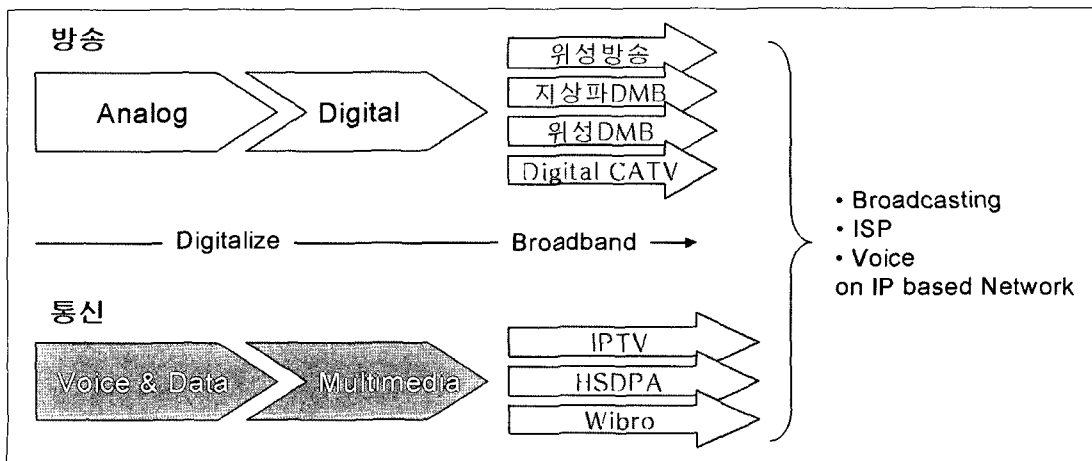 방송
Analog
Digital
위성방송
지상파DMB
위성DMB
Digital CATV
Digitalize
Broadband
• Broadcasting
• ISP
• Voice
on IP based Network
통신
Voice & Data
Multimedia
IPTV
HSDPA
Wibro